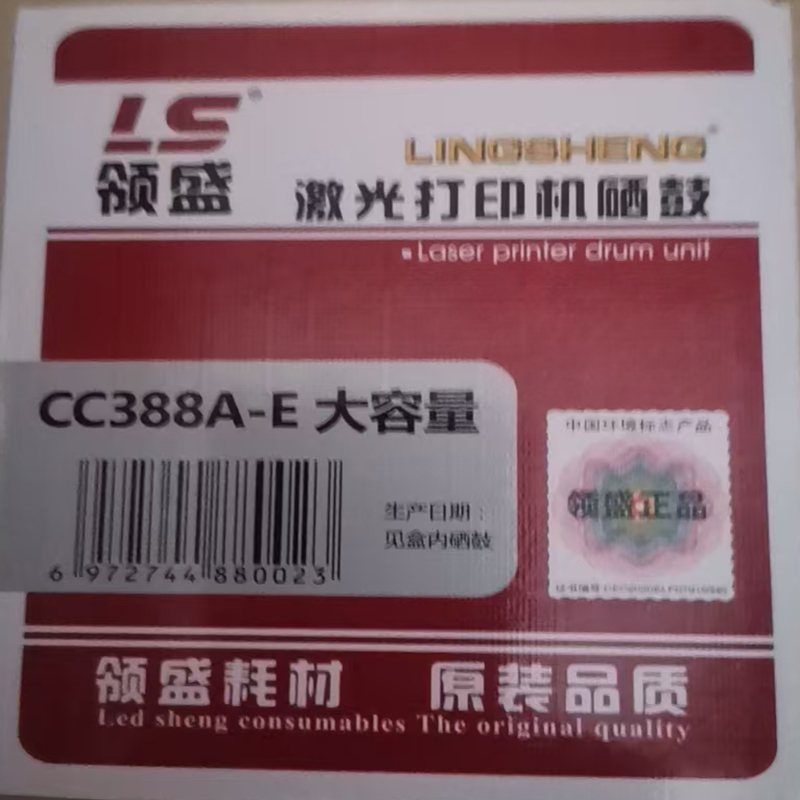 LS®
领盛
LINGSHENG®
激光打印机硒鼓
Laser printer drum unit
CC388A-E 大容量
6 972744 880023
生产日期：
见盒内硒鼓
中国环境标志产品
领盛正品
领盛耗材 原装品质
Led sheng consumables The original quality